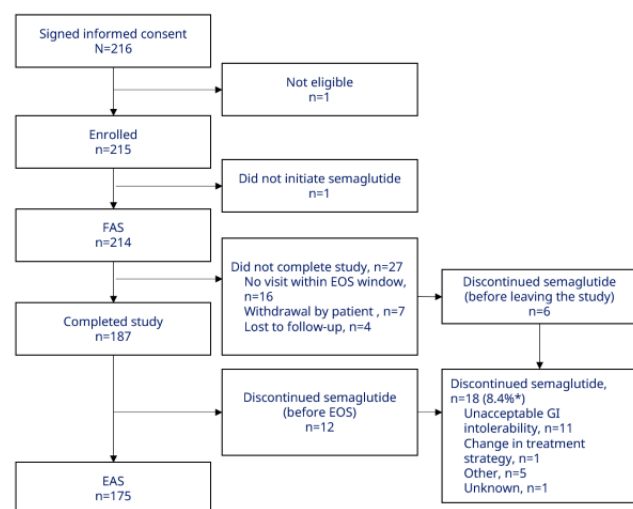 Signed informed consent
N=216
Not eligible
n=1
Enrolled
n=215
Did not initiate semaglutide
n=1
FAS
n=214
Did not complete study, n=27
No visit within EOS window,
n=16
Withdrawal by patient , n=7
Lost to follow-up, n=4
Discontinued semaglutide
(before leaving the study)
n=6
Completed study
n=187
Discontinued semaglutide
(before EOS)
n=12
Discontinued semaglutide,
n=18 (8.4%*)
Unacceptable GI
intolerability, n=11
Change in treatment
strategy, n=1
Other, n=5
Unknown, n=1
EAS
n=175